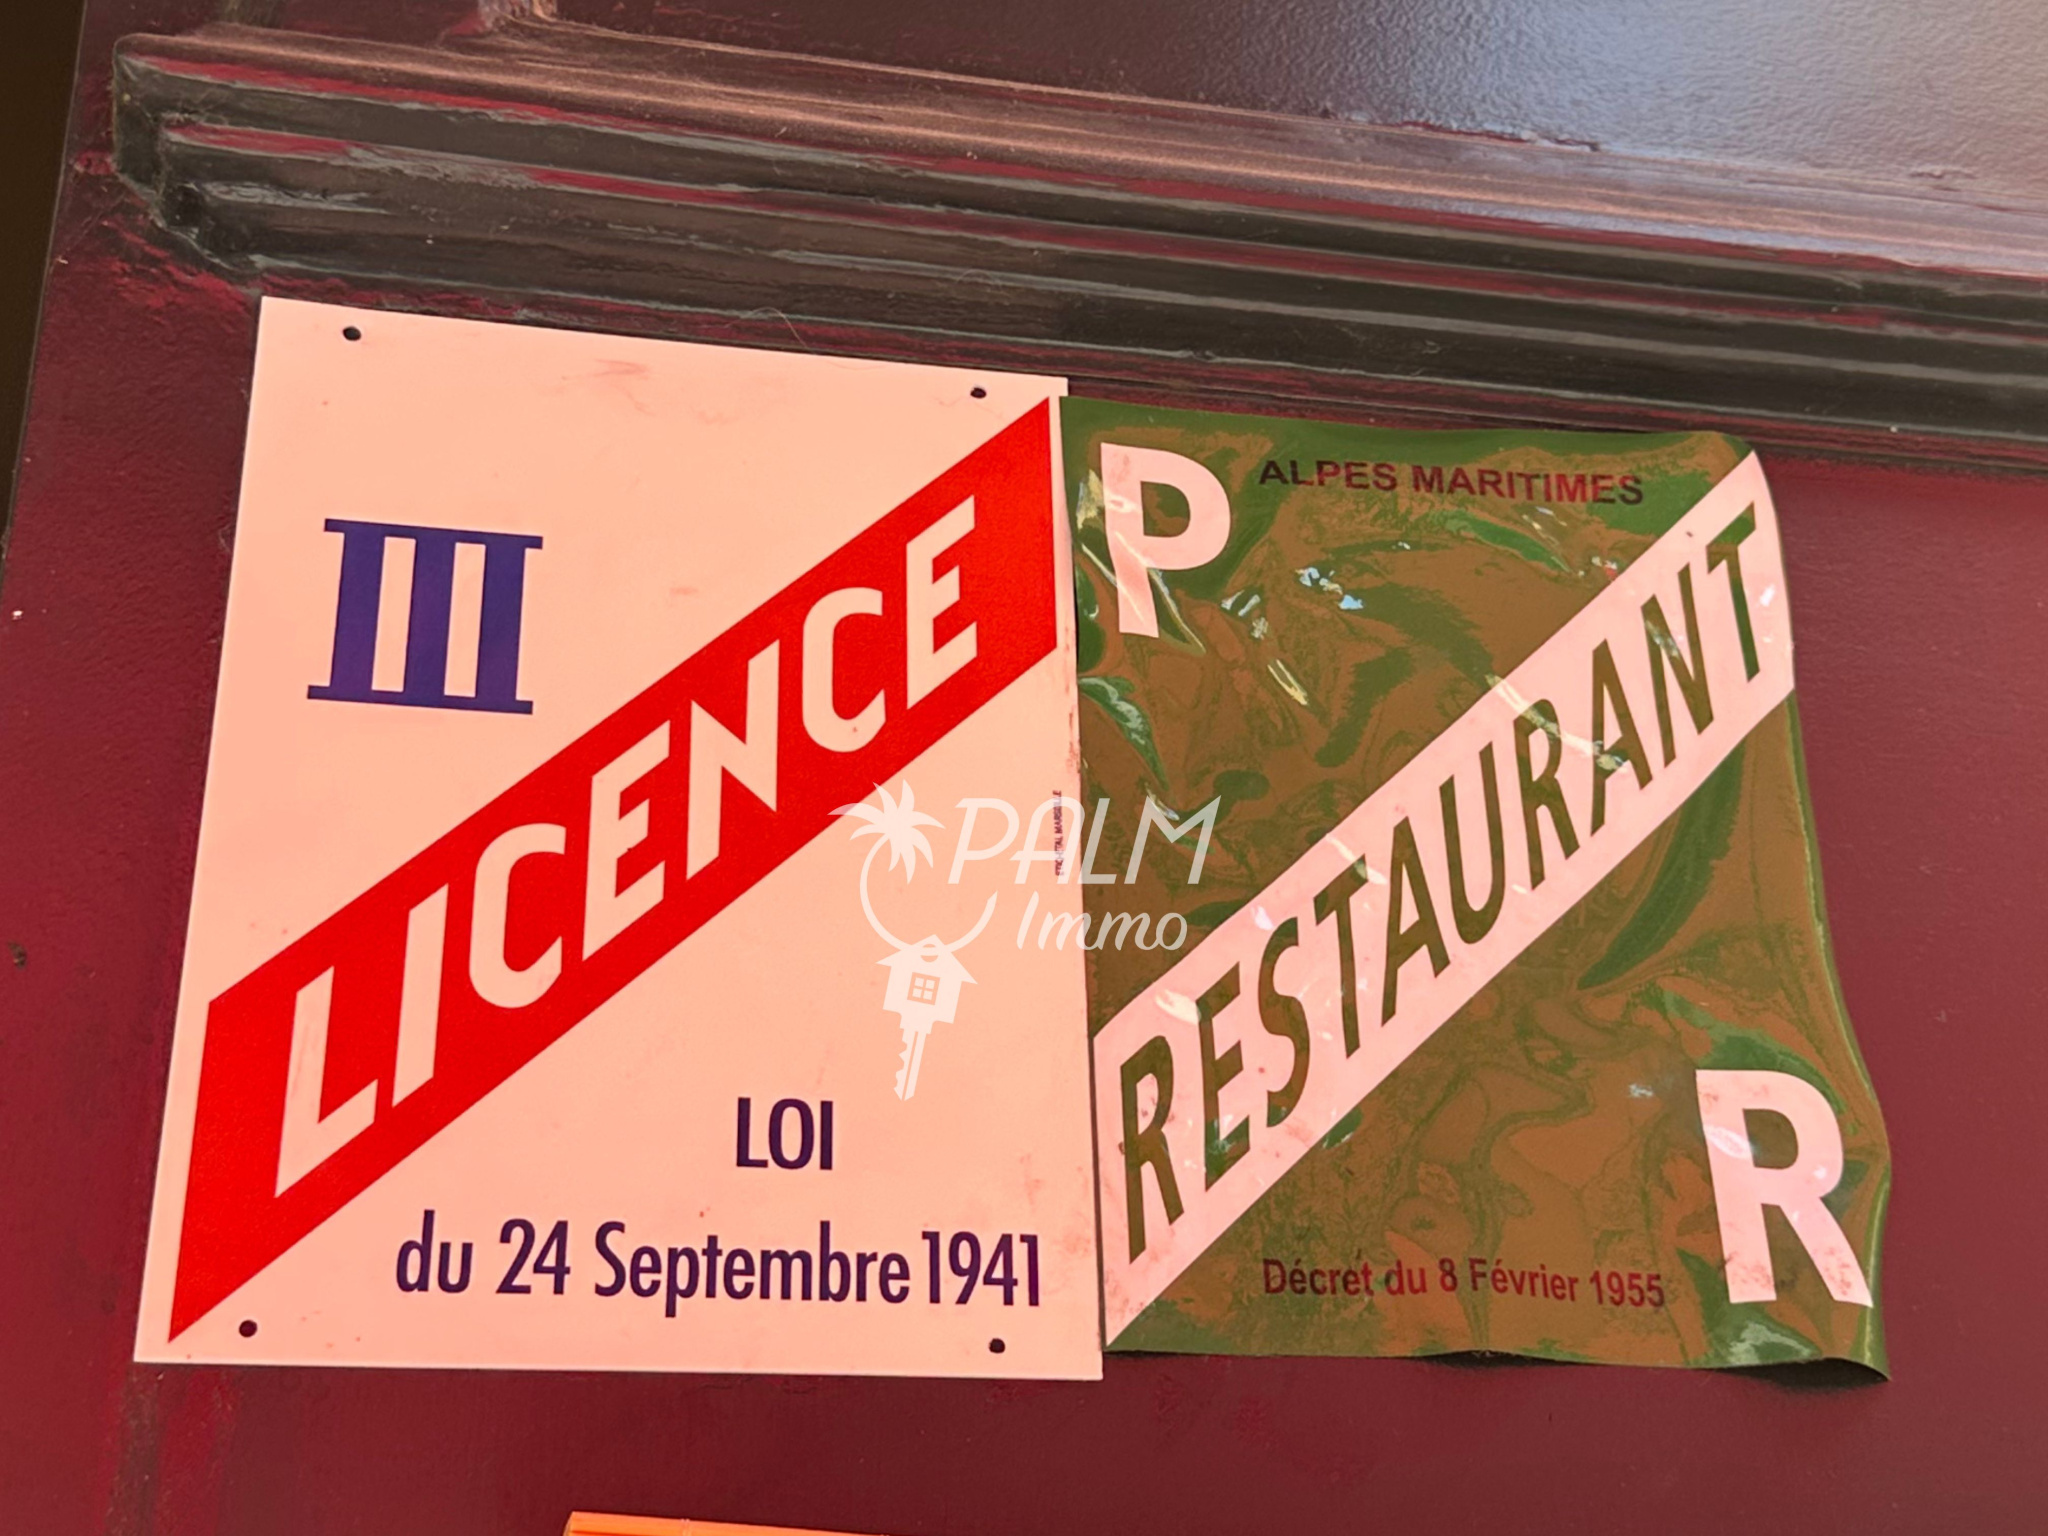 III
LICENCE
LOI
du 24 Septembre 1941
P
ALPES MARITIMES
RESTAURANT
R
Décret du 8 Février 1955
PALM
Immo